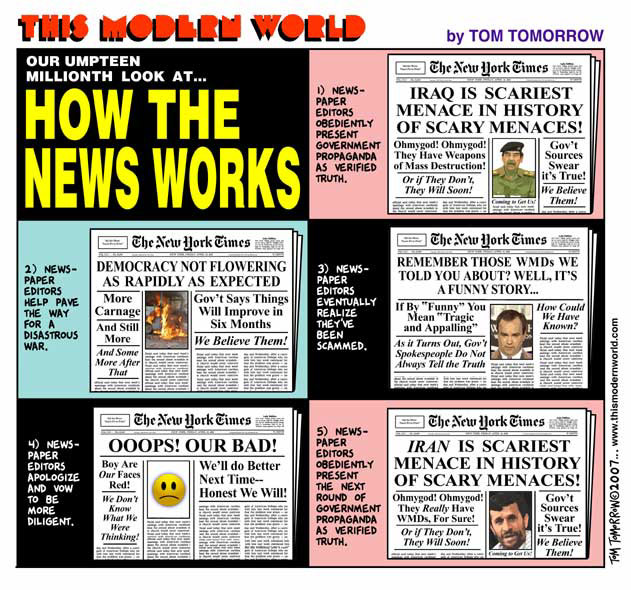 THIS MODERN WORLD
by TOM TOMORROW
OUR UMPTEEN
MILLIONTH LOOK AT...
HOW THE
NEWS WORKS
1) NEWS-
PAPER
EDITORS
OBEDIENTLY
PRESENT
GOVERNMENT
PROPAGANDA
AS VERIFIED
TRUTH.
The New York Times
IRAQ IS SCARIEST
MENACE IN HISTORY
OF SCARY MENACES!
Ohmygod! Ohmygod!
They Have Weapons
of Mass Destruction!
Or if They Don't,
They Will Soon!
Coming to Get Us!
Gov't
Sources
Swear
it's True!
We Believe
Them!
2) NEWS-
PAPER
EDITORS
HELP PAVE
THE WAY
FOR A
DISASTROUS
WAR.
The New York Times
DEMOCRACY NOT FLOWERING
AS RAPIDLY AS EXPECTED
More
Carnage
And Still
More
And Some
More After
That
Gov't Says Things
Will Improve in
Six Months
We Believe Them!
3) NEWS-
PAPER
EDITORS
EVENTUALLY
REALIZE
THEY'VE
BEEN
SCAMMED.
The New York Times
REMEMBER THOSE WMDs WE
TOLD YOU ABOUT? WELL, IT'S
A FUNNY STORY...
If By "Funny" You
Mean "Tragic
and Appalling"
As it Turns Out, Gov't
Spokespeople Do Not
Always Tell the Truth
How Could
We Have
Known?
4) NEWS-
PAPER
EDITORS
APOLOGIZE
AND VOW
TO BE
MORE
DILIGENT.
The New York Times
OOOPS! OUR BAD!
Boy Are
Our Faces
Red!
We Don't
Know
What We
Were
Thinking!
We'll do Better
Next Time--
Honest We Will!
5) NEWS-
PAPER
EDITORS
OBEDIENTLY
PRESENT
THE NEXT
ROUND OF
GOVERNMENT
PROPAGANDA
AS VERIFIED
TRUTH.
The New York Times
IRAN IS SCARIEST
MENACE IN HISTORY
OF SCARY MENACES!
Ohmygod! Ohmygod!
They Really Have
WMDs, For Sure!
Or if They Don't,
They Will Soon!
Coming to Get Us!
Gov't
Sources
Swear
it's True!
We Believe
Them!
TOM TOMORROW©2007... www.thismodernworld.com